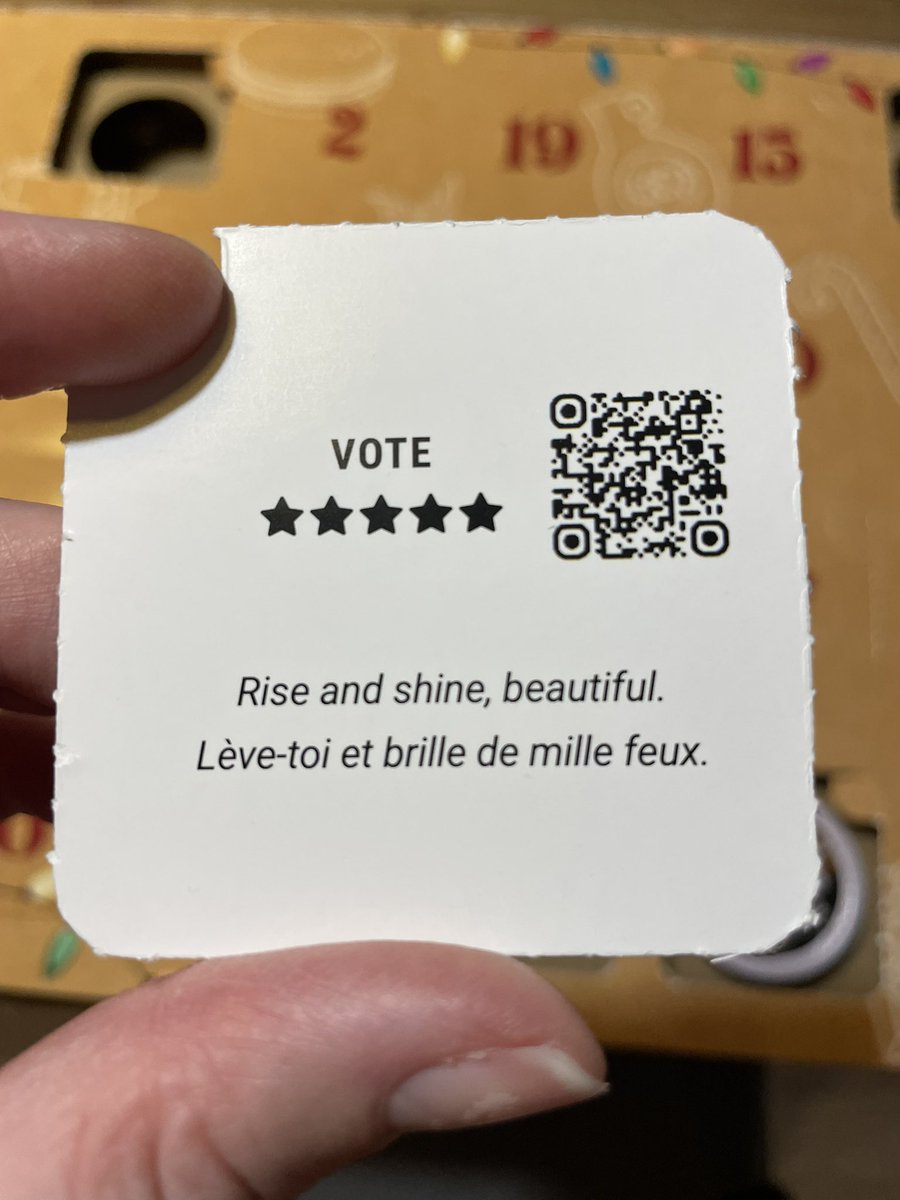 2
19
15
VOTE
Rise and shine, beautiful.
Lève-toi et brille de mille feux.